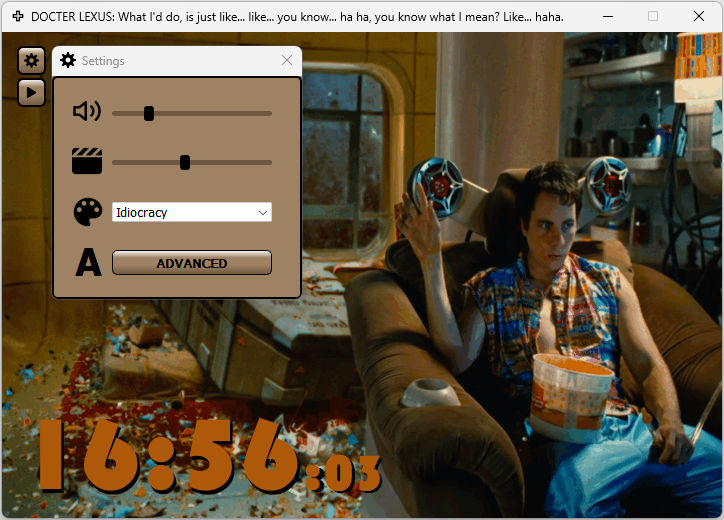 DOCTER LEXUS: What I'd do, is just like... like... you know... ha ha, you know what I mean? Like... haha.
Settings
Idiocracy
A
ADVANCED
16:56:03